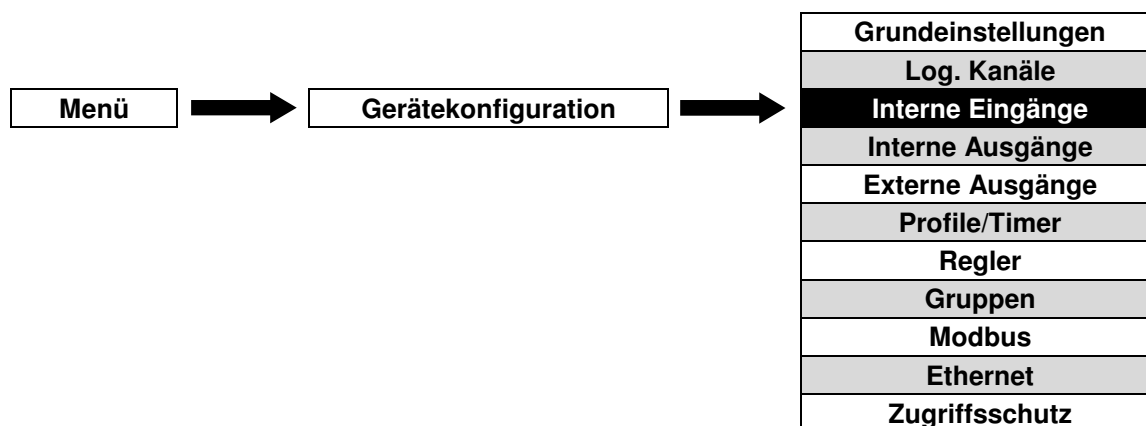 Grundeinstellungen
Log. Kanäle
Menü
Gerätekonfiguration
Interne Eingänge
Interne Ausgänge
Externe Ausgänge
Profile/Timer
Regler
Gruppen
Modbus
Ethernet
Zugriffsschutz